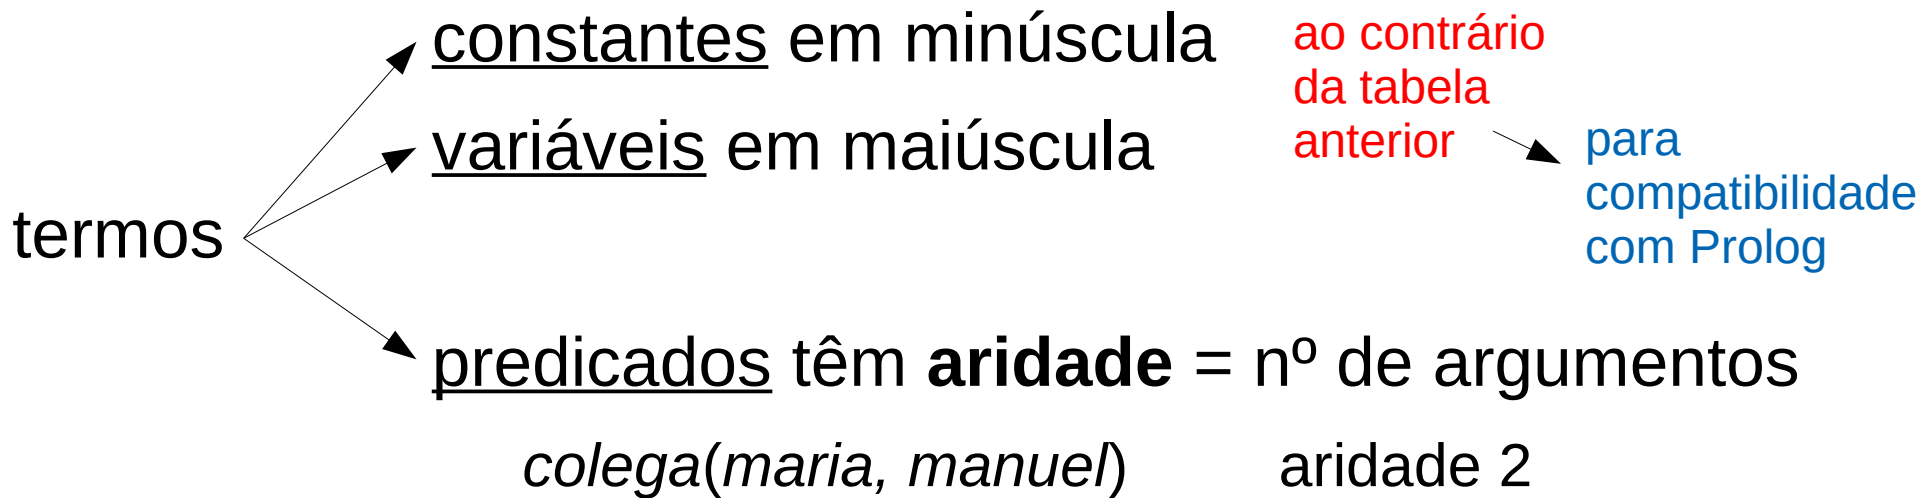 constantes em minúscula
variáveis em maiúscula
ao contrário
da tabela
anterior
para
compatibilidade
com Prolog
termos
predicados têm aridade = nº de argumentos
colega(maria, manuel) aridade 2